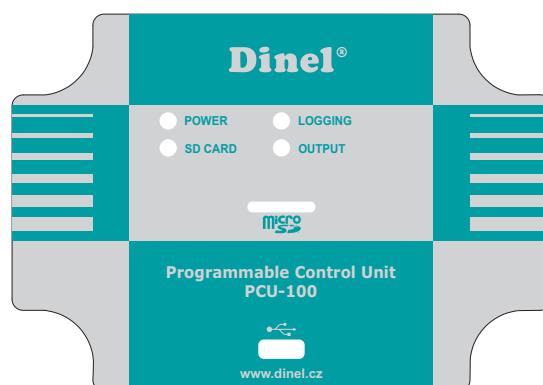 Dinel®
POWER LOGGING
SD CARD OUTPUT
micro
SD
Programmable Control Unit
PCU-100
www.dinel.cz